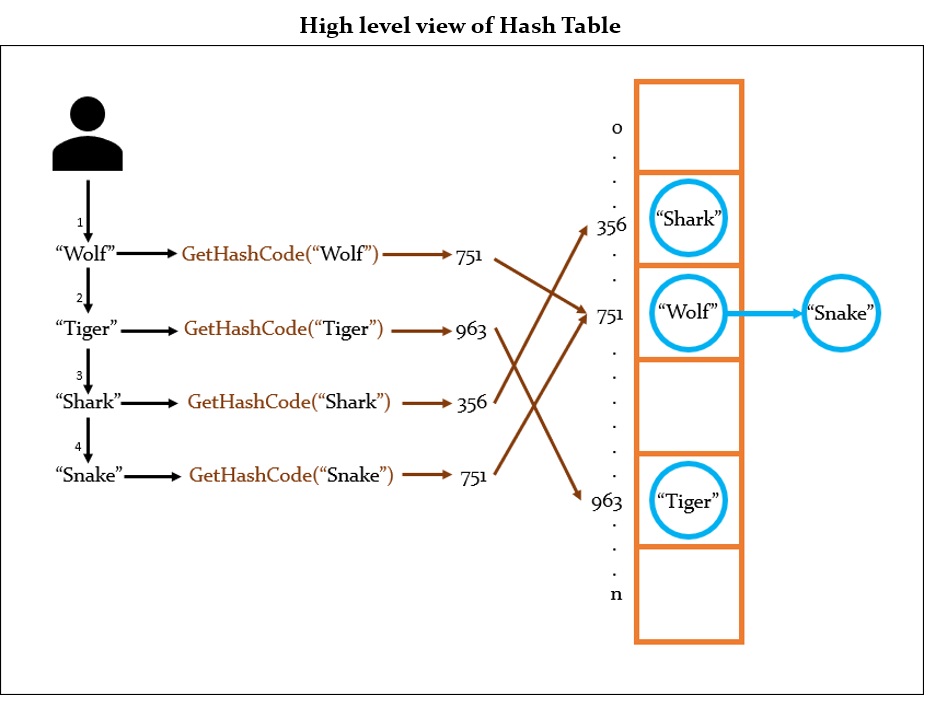 High level view of Hash Table
1
“Wolf” GetHashCode(“Wolf”) 751
2
“Tiger” GetHashCode(“Tiger”) 963
3
“Shark” GetHashCode(“Shark”) 356
4
“Snake” GetHashCode(“Snake”) 751
0
.
.
.
356 “Shark”
.
.
751 “Wolf” “Snake”
.
.
.
.
.
.
963 “Tiger”
.
.
.
n